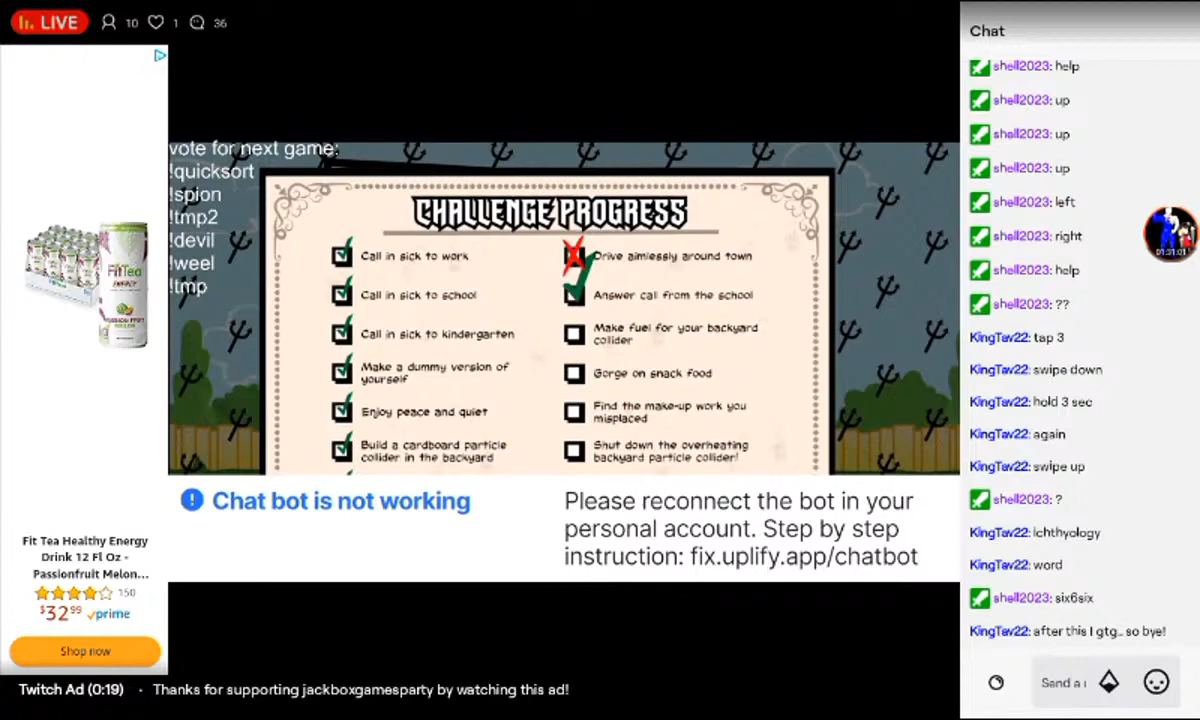 LIVE 10 1 36
vote for next game:
!quicksort
!spion
!tmp2
!devil
!weel
!tmp
CHALLENGE PROGRESS
Call in sick to work
Call in sick to school
Call in sick to kindergarten
Make a dummy version of
yourself
Enjoy peace and quiet
Build a cardboard particle
collider in the backyard
Drive aimlessly around town
Answer call from the school
Make fuel for your backyard
collider
Gorge on snack food
Find the make-up work you
misplaced
Shut down the overheating
backyard particle collider!
Chat bot is not working
Please reconnect the bot in your
personal account. Step by step
instruction: fix.uplify.app/chatbot
FitTea
ENERGY
Fit Tea Healthy Energy
Drink 12 Fl Oz -
Passionfruit Melon...
150
$32.99 prime
Shop now
Twitch Ad (0:19) · Thanks for supporting jackboxgamesparty by watching this ad!
Chat
shell2023: help
shell2023: up
shell2023: up
shell2023: up
shell2023: left
shell2023: right
shell2023: help
shell2023: ??
KingTav22: tap 3
KingTav22: swipe down
KingTav22: hold 3 sec
KingTav22: again
KingTav22: swipe up
shell2023: ?
KingTav22: Ichthyology
KingTav22: word
shell2023: six6six
KingTav22: after this I gtg.. so bye!
Send a